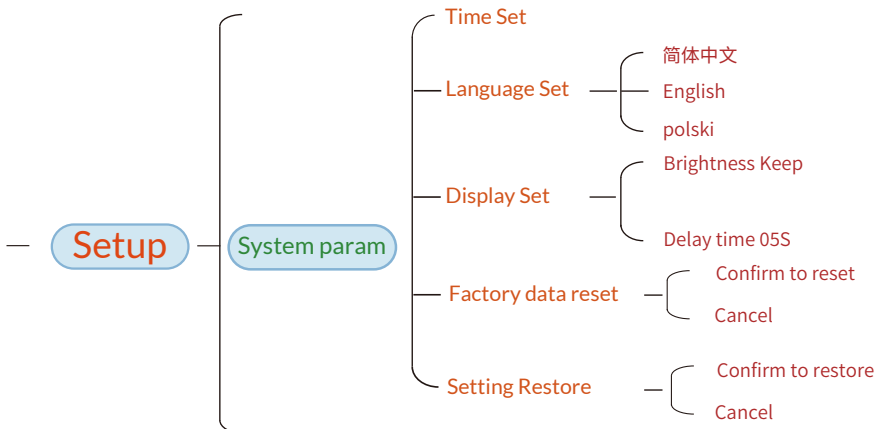 Setup
System param
Time Set
Language Set
简体中文
English
polski
Display Set
Brightness Keep
Delay time 05S
Factory data reset
Confirm to reset
Cancel
Setting Restore
Confirm to restore
Cancel